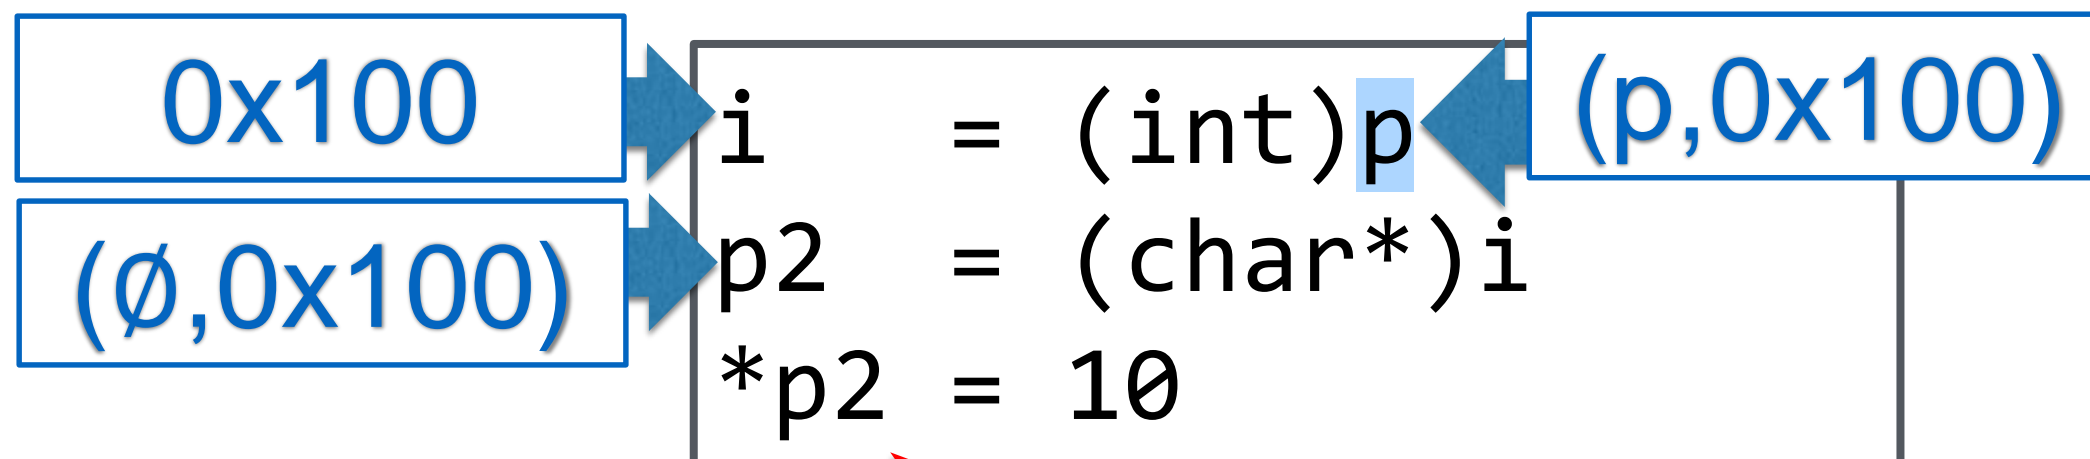 0x100
i = (int)p
(p,0x100)
(ø,0x100)
p2 = (char*)i
*p2 = 10